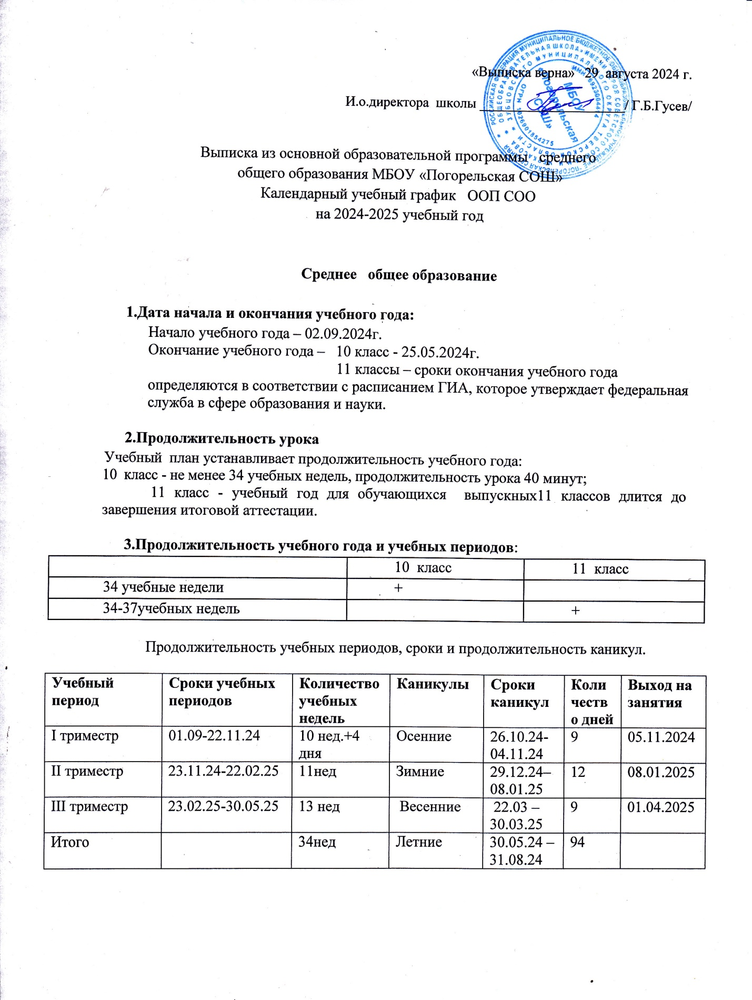 «Выписка верна» 29 августа 2024 г.
И.о.директора школы ____________________/ Г.Б.Гусев/
МБОУ
«Погорельская
СОШ»
Выписка из основной образовательной программы среднего
общего образования МБОУ «Погорельская СОШ»
Календарный учебный график ООП СОО
на 2024-2025 учебный год
Среднее общее образование
1.Дата начала и окончания учебного года:
Начало учебного года – 02.09.2024г.
Окончание учебного года – 10 класс - 25.05.2024г.
11 классы – сроки окончания учебного года
определяются в соответствии с расписанием ГИА, которое утверждает федеральная
служба в сфере образования и науки.
2.Продолжительность урока
Учебный план устанавливает продолжительность учебного года:
10 класс - не менее 34 учебных недель, продолжительность урока 40 минут;
11 класс - учебный год для обучающихся выпускных11 классов длится до
завершения итоговой аттестации.
3.Продолжительность учебного года и учебных периодов:
10 класс 11 класс
34 учебные недели +
34-37учебных недель +
Продолжительность учебных периодов, сроки и продолжительность каникул.
Учебный период Сроки учебных периодов Количество учебных недель Каникулы Сроки каникул Коли честв о дней Выход на занятия
I триместр 01.09-22.11.24 10 нед.+4 дня Осенние 26.10.24-04.11.24 9 05.11.2024
II триместр 23.11.24-22.02.25 11нед Зимние 29.12.24–08.01.25 12 08.01.2025
III триместр 23.02.25-30.05.25 13 нед Весенние 22.03 – 30.03.25 9 01.04.2025
Итого 34нед Летние 30.05.24 – 31.08.24 94